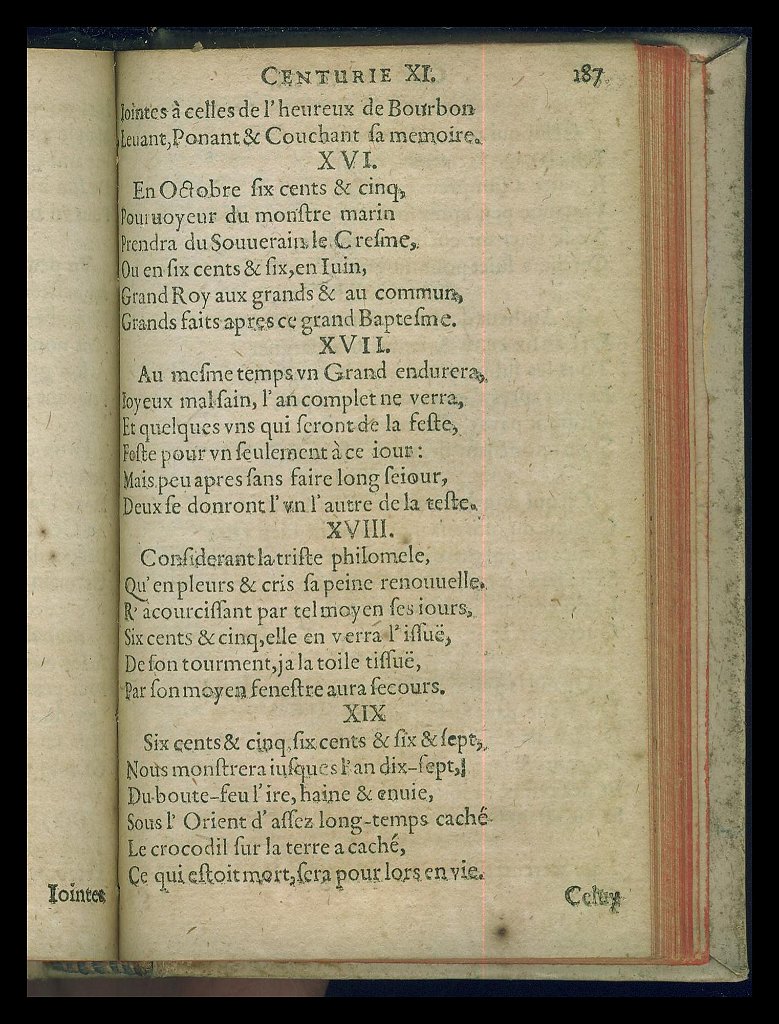 CENTURIE XI. 187
Iointes à celles de l'heureux de Bourbon
Leuant, Ponant & Couchant ſa memoire.
XVI.
En Octobre ſix cents & cinq,
Pouruoyeur du monſtre marin
Prendra du Souuerain le Creſme,
Ou en ſix cents & ſix, en Iuin,
Grand Roy aux grands & au commun,
Grands faits apres ce grand Bapteſme.
XVII.
Au meſme temps vn Grand endurera,
Ioyeux mal ſain, l'an complet ne verra,
Et quelques vns qui ſeront de la feſte,
Feſte pour vn ſeulement à ce iour:
Mais peu apres ſans faire long ſeiour,
Deux ſe donront l'vn l'autre de la teſte.
XVIII.
Conſiderant la triſte philomele,
Qu'en pleurs & cris ſa peine renouuelle.
R'acourciſſant par tel moyen ſes iours,
Six cents & cinq, elle en verra l'iſſuë,
De ſon tourment, ja la toile tiſſuë,
Par ſon moyen feneſtre aura ſecours.
XIX
Six cents & cinq, ſix cents & ſix & ſept,
Nous monſtrera iuſques l'an dix-ſept,
Du boute-feu l'ire, haine & enuie,
Sous l'Orient d'aſſez long-temps caché
Le crocodil ſur la terre a caché,
Ce qui eſtoit mort, ſera pour lors en vie.
Iointes
Celuy